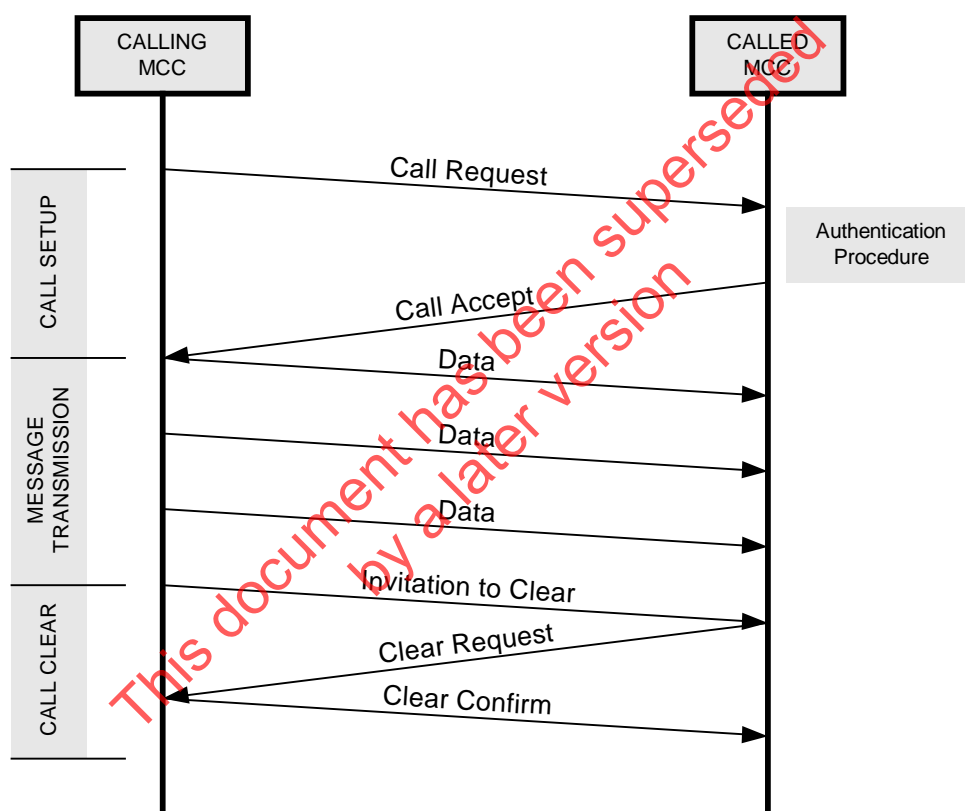 CALLING
MCC
CALLED
MCC
Call Request
CALL SETUP
Authentication
Procedure
Call Accept
Data
MESSAGE
TRANSMISSION
Data
Data
Invitation to Clear
CALL CLEAR
Clear Request
Clear Confirm
This document has been superseded
by a later version